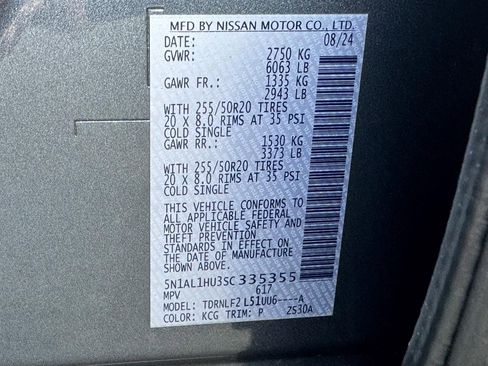 MFD BY NISSAN MOTOR CO., LTD.
DATE: 08/24
GVWR: 2750 KG
6063 LB
GAWR FR.: 1335 KG
2943 LB
WITH 255/50R20 TIRES
20 X 8.0 RIMS AT 35 PSI
COLD SINGLE
GAWR RR.: 1530 KG
3373 LB
WITH 255/50R20 TIRES
20 X 8.0 RIMS AT 35 PSI
COLD SINGLE
THIS VEHICLE CONFORMS TO
ALL APPLICABLE FEDERAL
MOTOR VEHICLE SAFETY AND
THEFT PREVENTION
STANDARDS IN EFFECT ON
THE DATE OF MANUFACTURE
SHOWN ABOVE.
5N1AL1HU3SC335355
MPV 617
MODEL: TDRNLF2 L51UU6----A
COLOR: KCG TRIM: P ZS30A